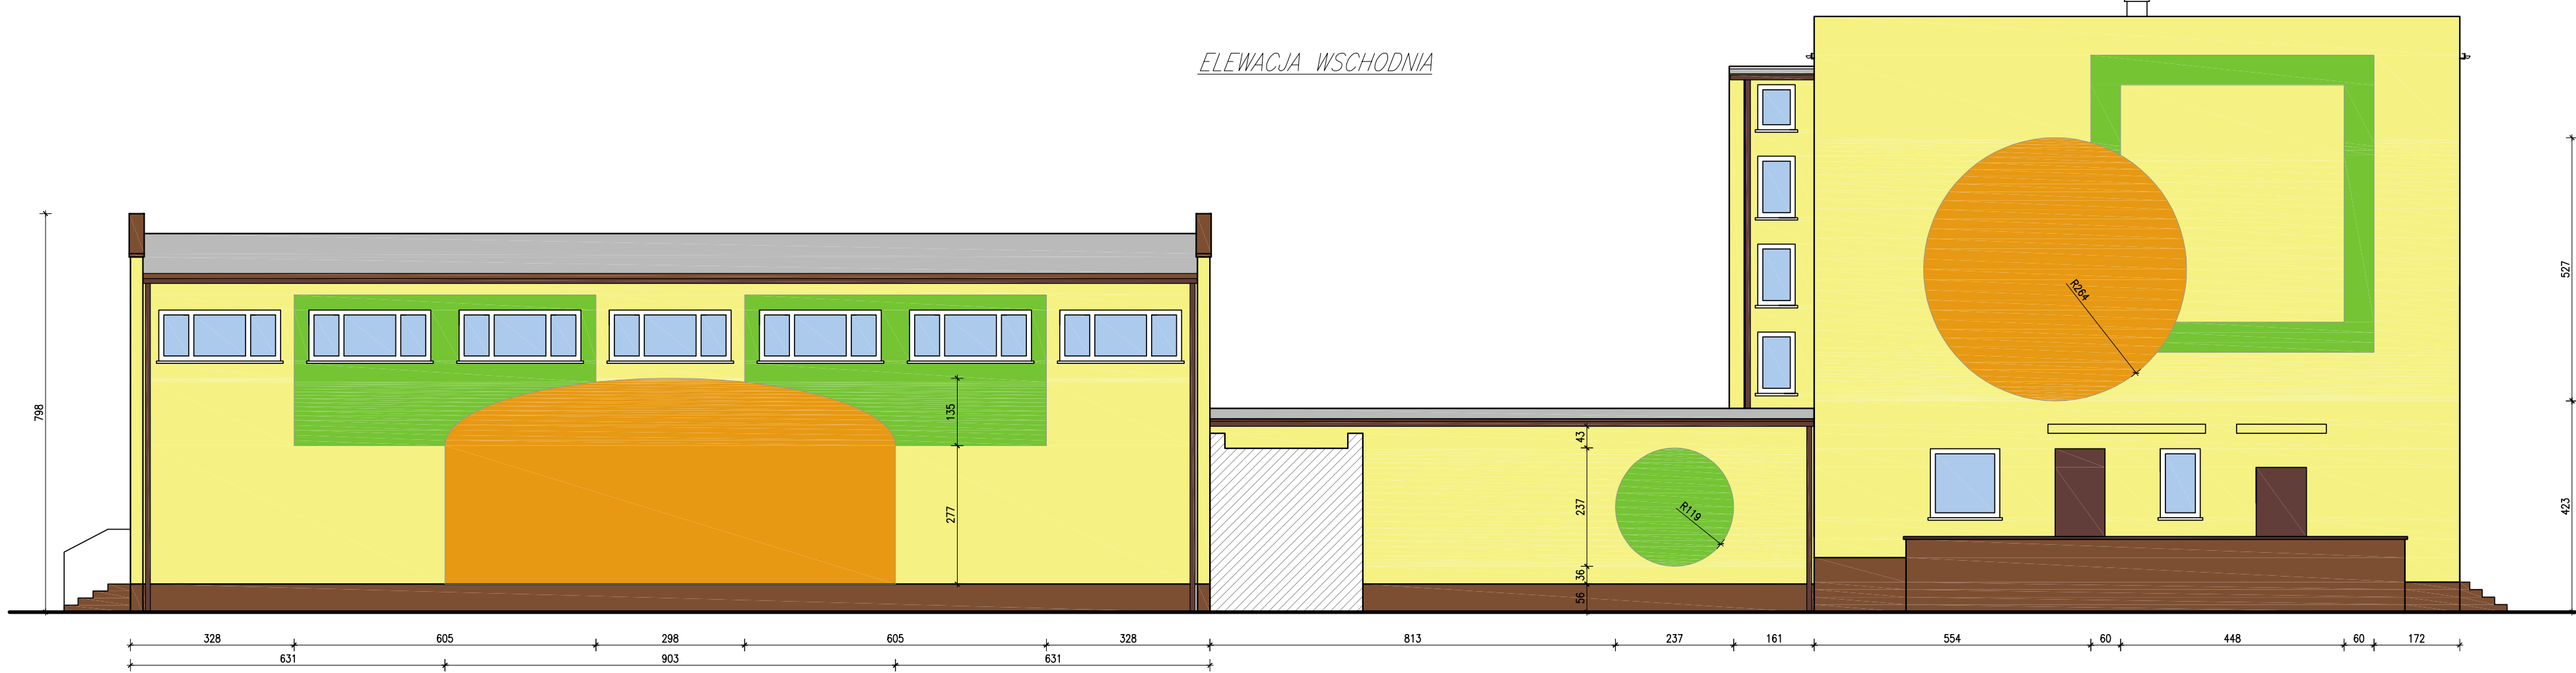 ELEWACJA WSCHODNIA
798
135
277
43
237
36
56
R119
R264
527
423
328 605 298 605 328 813 237 161 554 60 448 60 172
631 903 631